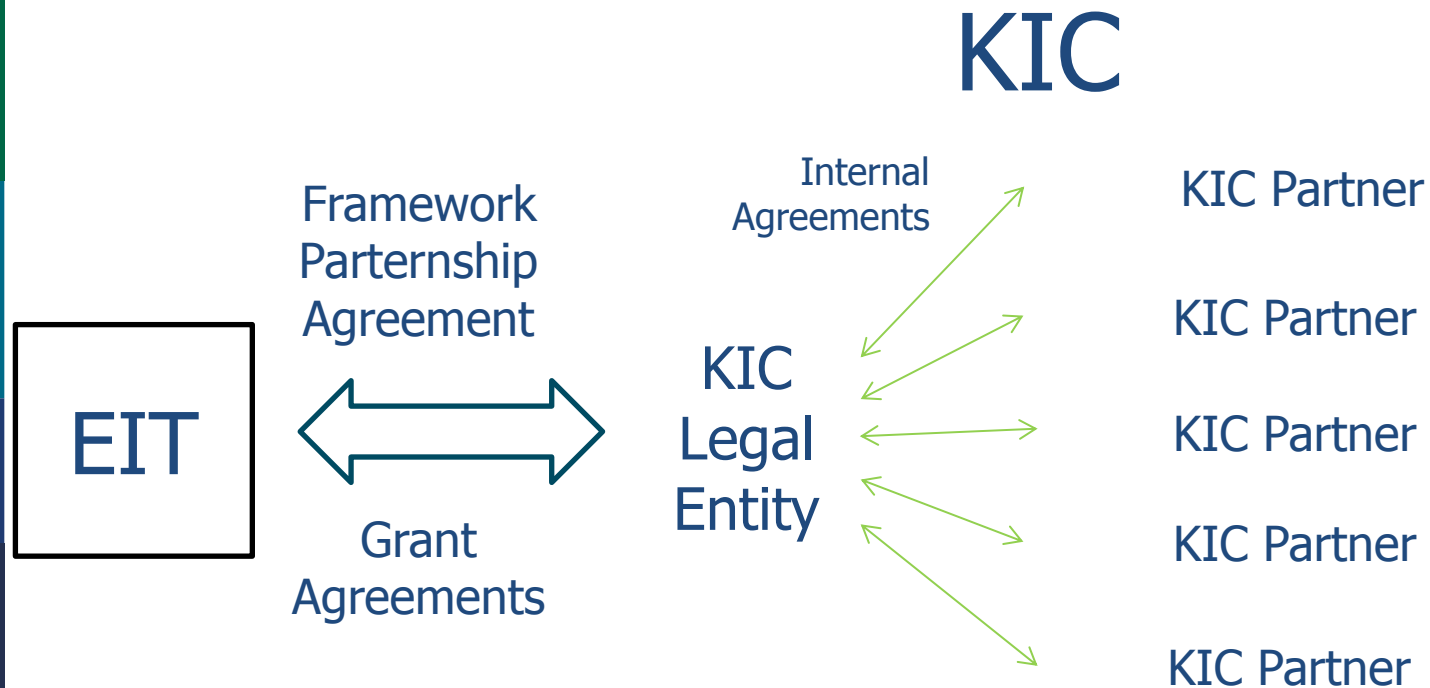 KIC
Internal
Agreements
KIC Partner
Framework
Parternship
Agreement
KIC Partner
EIT
KIC
Legal
Entity
KIC Partner
Grant
Agreements
KIC Partner
KIC Partner